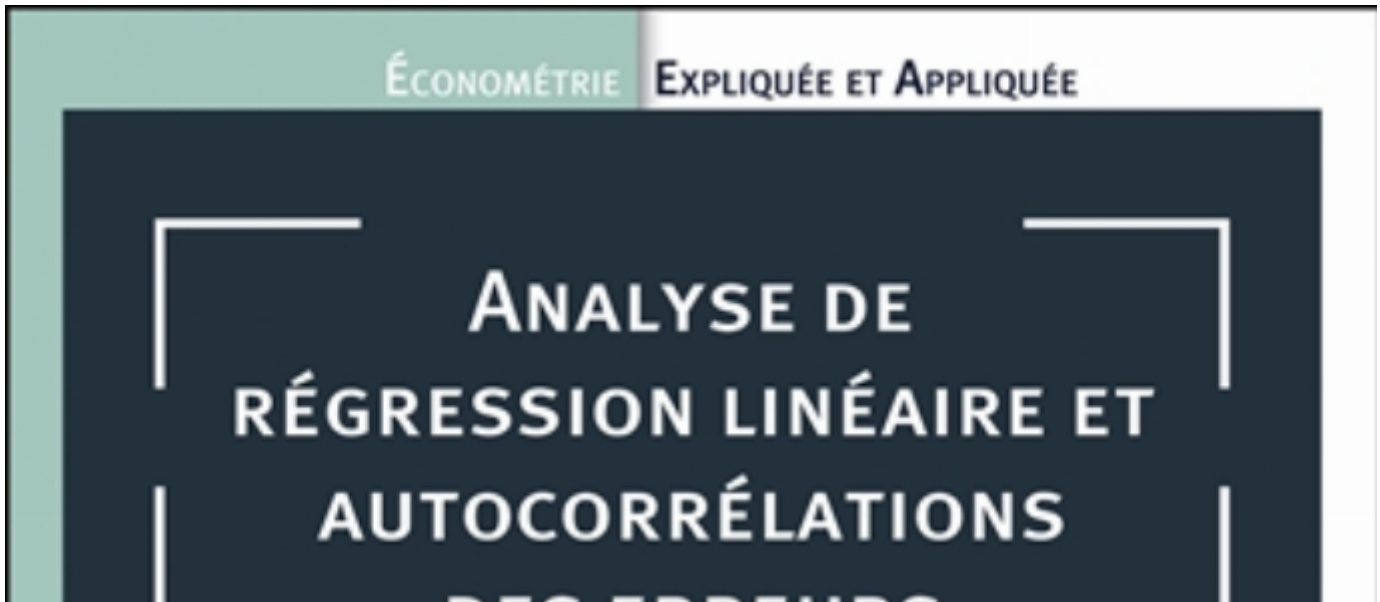 Économétrie Expliquée et Appliquée
Analyse de
régression linéaire et
autocorrélations